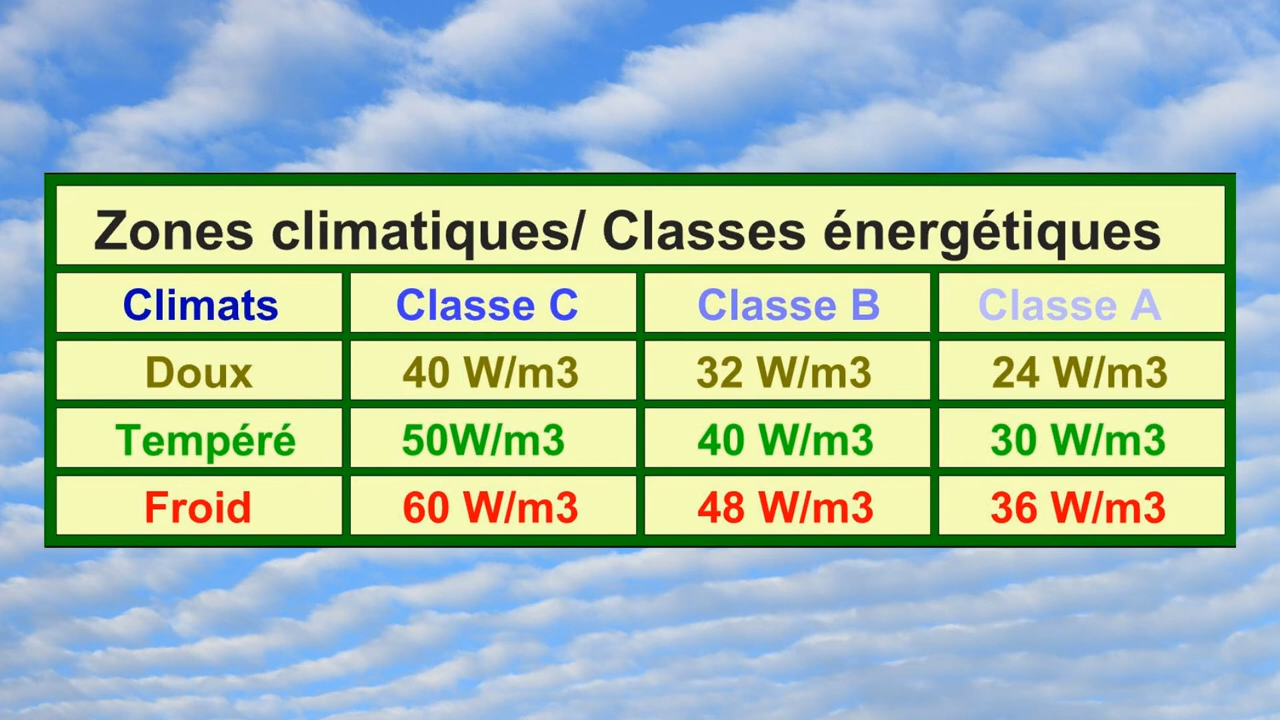 Zones climatiques/ Classes énergétiques
Climats Classe C Classe B Classe A
Doux 40 W/m3 32 W/m3 24 W/m3
Tempéré 50W/m3 40 W/m3 30 W/m3
Froid 60 W/m3 48 W/m3 36 W/m3